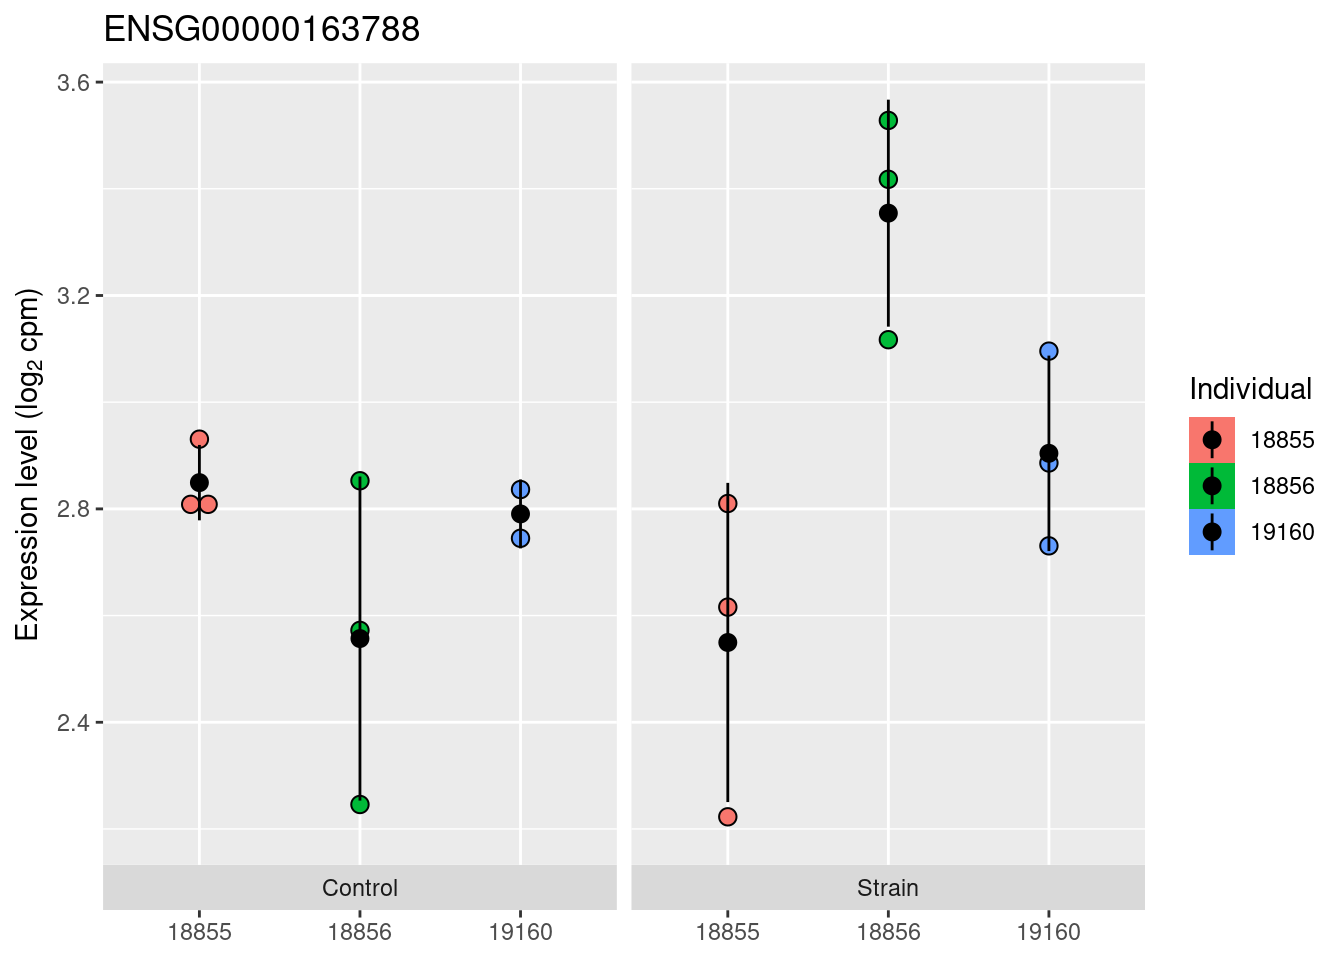 ENSG00000163788
Expression level (log₂ cpm)
3.6
3.2
2.8
2.4
Control
Strain
18855
18856
19160
18855
18856
19160
Individual
18855
18856
19160